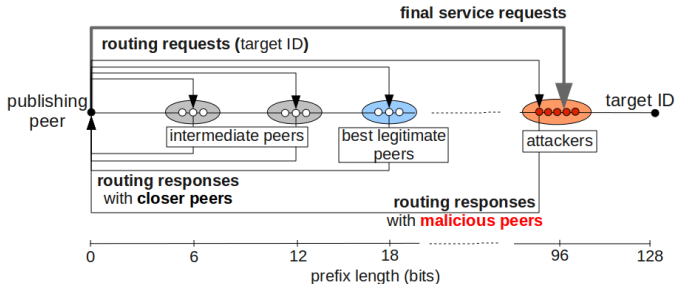 final service requests
routing requests (target ID)
publishing
peer
target ID
intermediate peers
best legitimate
peers
attackers
routing responses
with closer peers
routing responses
with malicious peers
0
6
12
18
96
128
prefix length (bits)